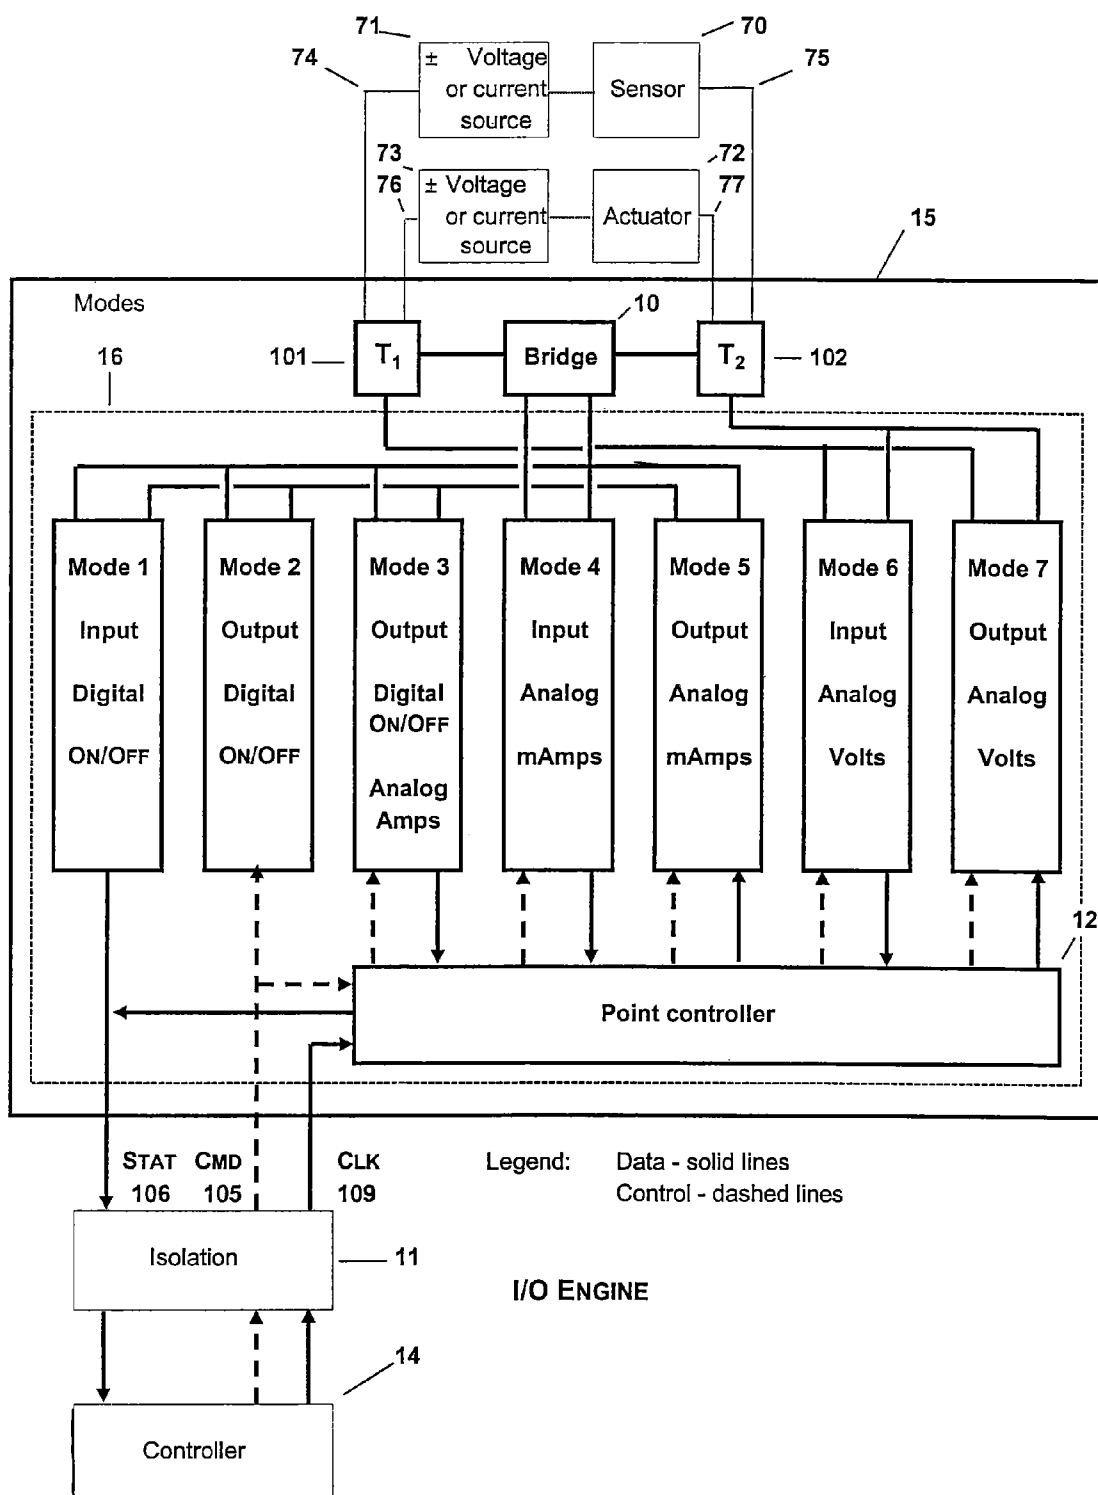 71
70
74
± Voltage
or current
source
Sensor
75
73
72
76
± Voltage
or current
source
Actuator
77
15
Modes
10
16
101
T1
Bridge
T2
102
Mode 1
Input
Digital
ON/OFF
Mode 2
Output
Digital
ON/OFF
Mode 3
Output
Digital
ON/OFF
Analog
Amps
Mode 4
Input
Analog
mAmps
Mode 5
Output
Analog
mAmps
Mode 6
Input
Analog
Volts
Mode 7
Output
Analog
Volts
12
Point controller
STAT
106
CMD
105
CLK
109
Legend: Data - solid lines
Control - dashed lines
Isolation
11
I/O ENGINE
14
Controller